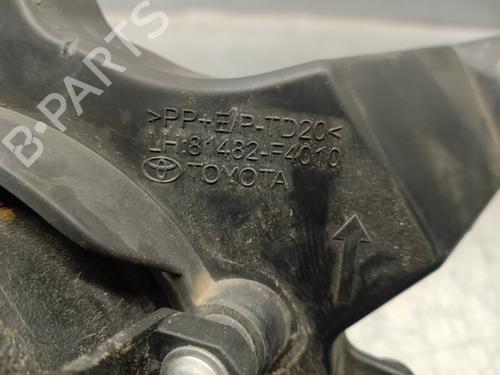 B-PARTS
>PP+E/P-TD20<
LH:81482-F4010
TOYOTA